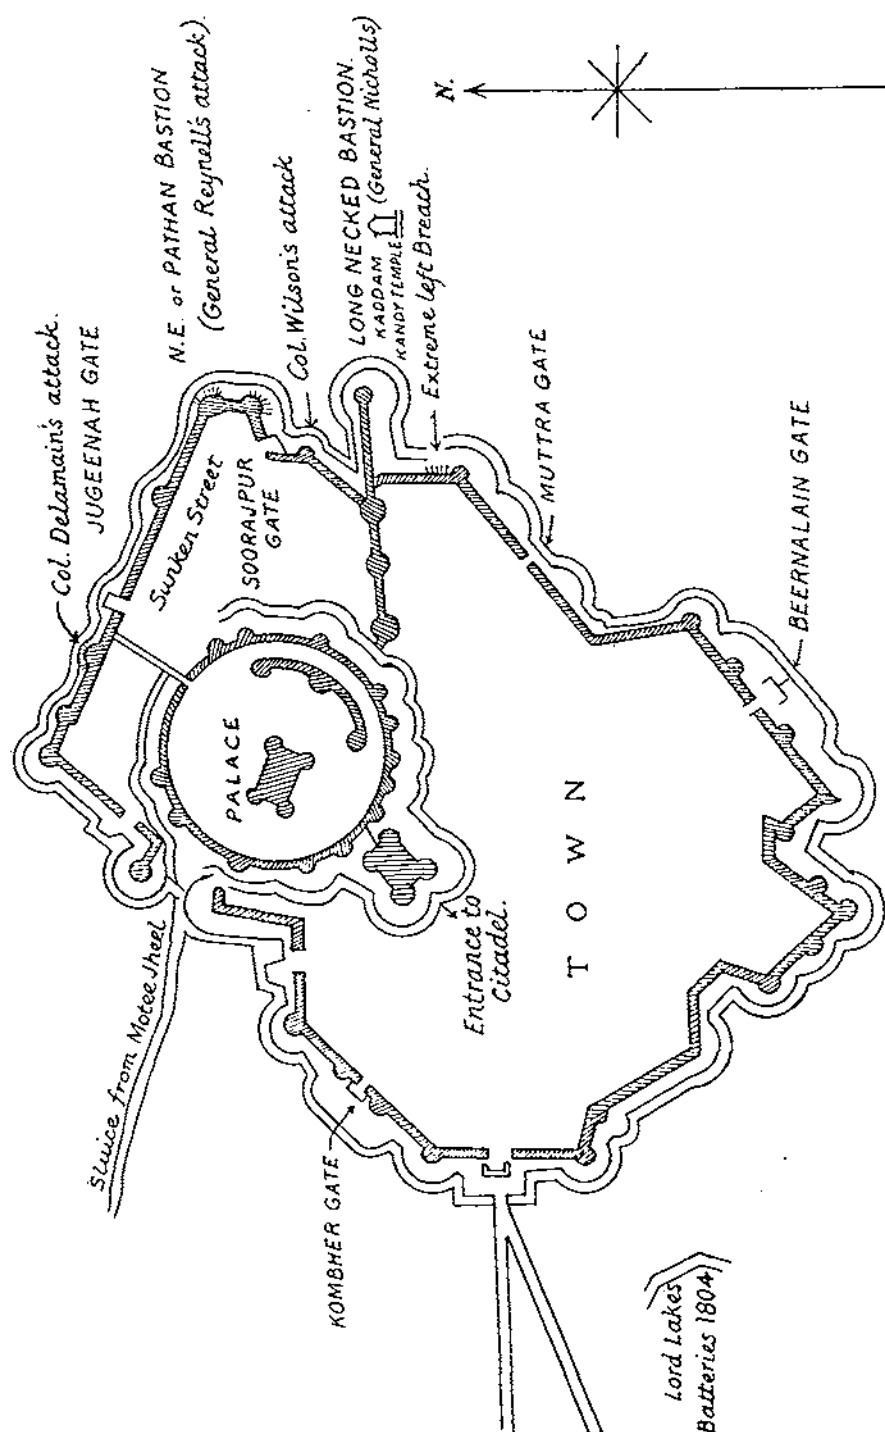 Col. Delamain's attack.
JUGEENAH GATE
N.E. or PATHAN BASTION
(General Reynell's attack).
Sunken Street
SOORAJPUR
GATE
Col. Wilson's attack
LONG NECKED BASTION.
KADDAM (General Nicholls)
KANDY TEMPLE
Extreme left Breach.
N.
MUTTRA GATE
BEERNALAIN GATE
PALACE
TOWN
Entrance to
Citadel.
Sluice from Motee Jheel
KOMBHER GATE
Lord Lakes
Batteries 1804